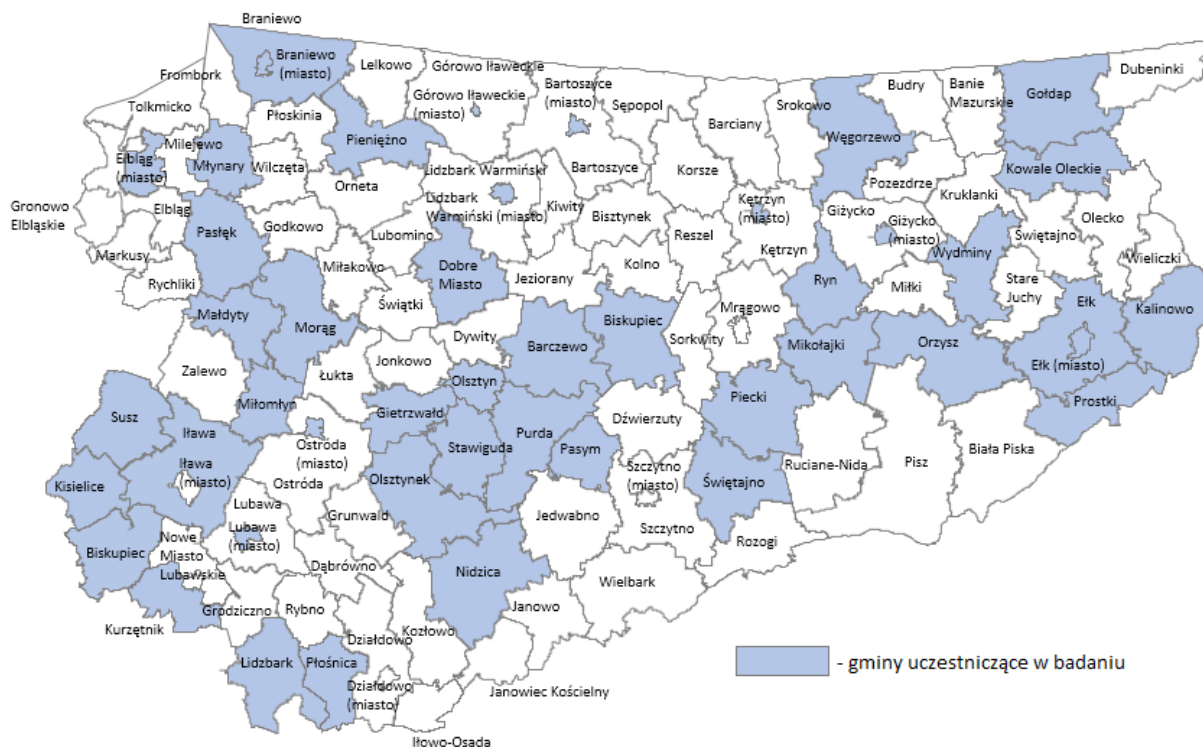 Braniewo
Braniewo
(miasto)
Lelkowo
Górowo Iławeckie
Górowo Iławeckie
(miasto)
Bartoszyce
(miasto)
Sępopol
Barciany
Srokowo
Budry
Banie
Mazurskie
Gołdap
Dubeninki
Frombork
Tolkmicko
Płoskinia
Pieniężno
Węgorzewo
Milejewo
Elbląg
(miasto)
Młynary
Wilczęta
Orneta
Lidzbark Warmiński
Lidzbark
Warmiński (miasto)
Kiwity
Bartoszyce
Bisztynek
Korsze
Kętrzyn
(miasto)
Reszel
Kętrzyn
Pozezdrze
Kruklanki
Kowale Oleckie
Giżycko
Giżycko
(miasto)
Olecko
Świętajno
Wieliczki
Gronowo
Elbląskie
Elbląg
Markusy
Pasłęk
Godkowo
Lubomino
Rychliki
Miłakowo
Dobre
Miasto
Jeziorany
Kolno
Wydminy
Stare
Juchy
Świątki
Ryn
Miłki
Ełk
Kalinowo
Małdyty
Morąg
Biskupiec
Mrągowo
Sorkwity
Dywity
Barczewo
Mikołajki
Orzysz
Ełk (miasto)
Zalewo
Łukta
Jonkowo
Olsztyn
Miłomłyn
Gietrzwałd
Piecki
Prostki
Susz
Iława
Dźwierzuty
Stawiguda
Purda
Pasym
Ostróda
(miasto)
Biała Piska
Iława
(miasto)
Kisielice
Olsztynek
Szczytno
(miasto)
Świętajno
Ruciane-Nida
Pisz
Ostróda
Lubawa
Grunwald
Jedwabno
Lubawa
(miasto)
Szczytno
Rozogi
Biskupiec
Nowe
Miasto
Lubawskie
Dąbrówno
Nidzica
Wielbark
Grodziczno
Rybno
Janowo
Kurzętnik
Działdowo
Kozłowo
Lidzbark
Płośnica
Działdowo
(miasto)
Janowiec Kościelny
Iłowo-Osada
- gminy uczestniczące w badaniu